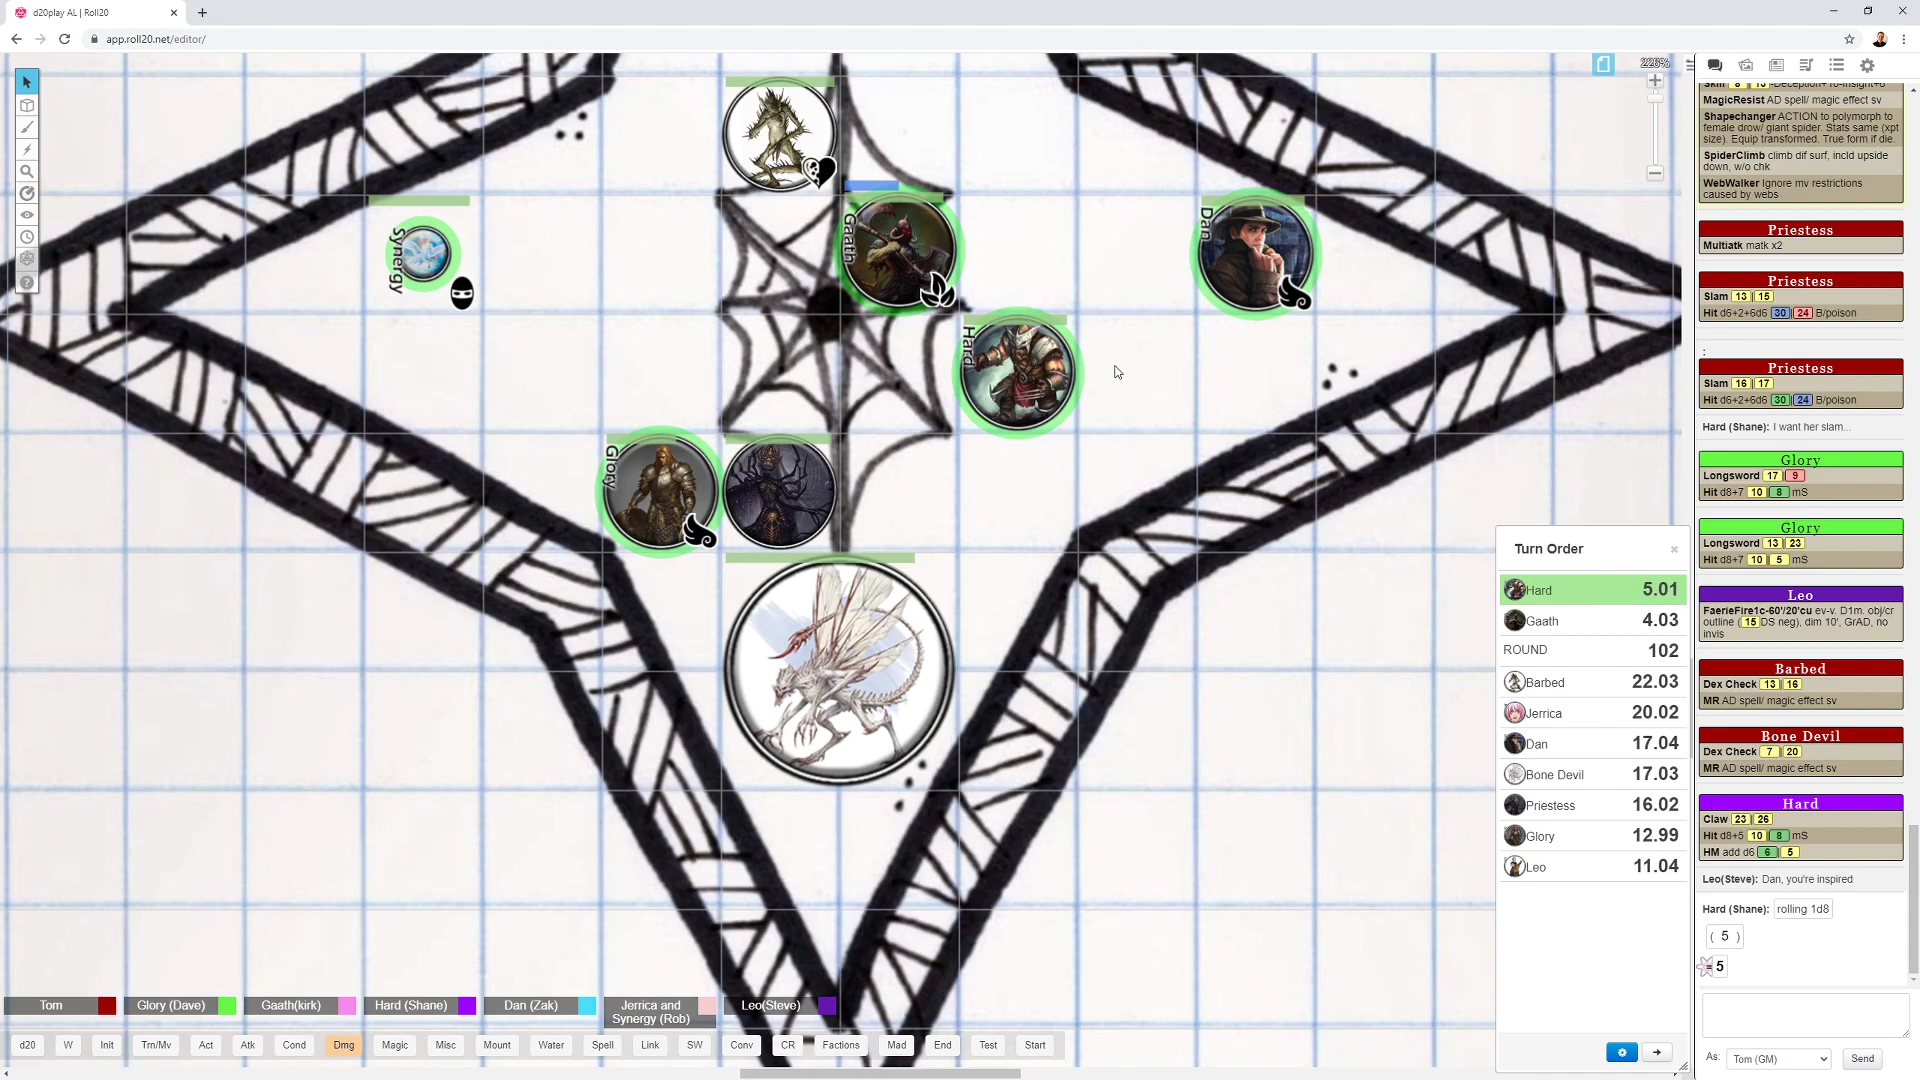 d20play AL | Roll20
app.roll20.net/editor/
226%
Synergy
Gaath
Dan
Hard
Glory
Turn Order
Hard 5.01
Gaath 4.03
ROUND 102
Barbed 22.03
Jerrica 20.02
Dan 17.04
Bone Devil 17.03
Priestess 16.02
Glory 12.99
Leo 11.04
MagicResist AD spell/ magic effect sv
Shapechanger ACTION to polymorph to
female drow/ giant spider. Stats same (xpt
size). Equip transformed. True form if die.
SpiderClimb climb dif surf, incld upside
down, w/o chk
WebWalker Ignore mv restrictions
caused by webs
Priestess
Multiatk matk x2
Priestess
Slam 13 | 15
Hit d6+2+6d6 30 | 24 B/poison
:
Priestess
Slam 16 | 17
Hit d6+2+6d6 30 | 24 B/poison
Hard (Shane): I want her slam...
Glory
Longsword 17 | 9
Hit d8+7 10 | 8 mS
Glory
Longsword 13 | 23
Hit d8+7 10 | 5 mS
Leo
FaerieFire1c-60'/20'cu ev-v. D1m. obj/cr
outline (15 DS neg), dim 10', GrAD, no
invis
Barbed
Dex Check 13 | 16
MR AD spell/ magic effect sv
Bone Devil
Dex Check 7 | 20
MR AD spell/ magic effect sv
Hard
Claw 23 | 26
Hit d8+5 10 | 8 mS
HM add d6 6 | 5
Leo(Steve): Dan, you're inspired
Hard (Shane): rolling 1d8
( 5 )
= 5
As: Tom (GM) Send
Tom
Glory (Dave)
Gaath(kirk)
Hard (Shane)
Dan (Zak)
Jerrica and
Synergy (Rob)
Leo(Steve)
d20 W Init Trn/Mv Act Atk Cond Dmg Magic Misc Mount Water Spell Link SW Conv CR Factions Mad End Test Start